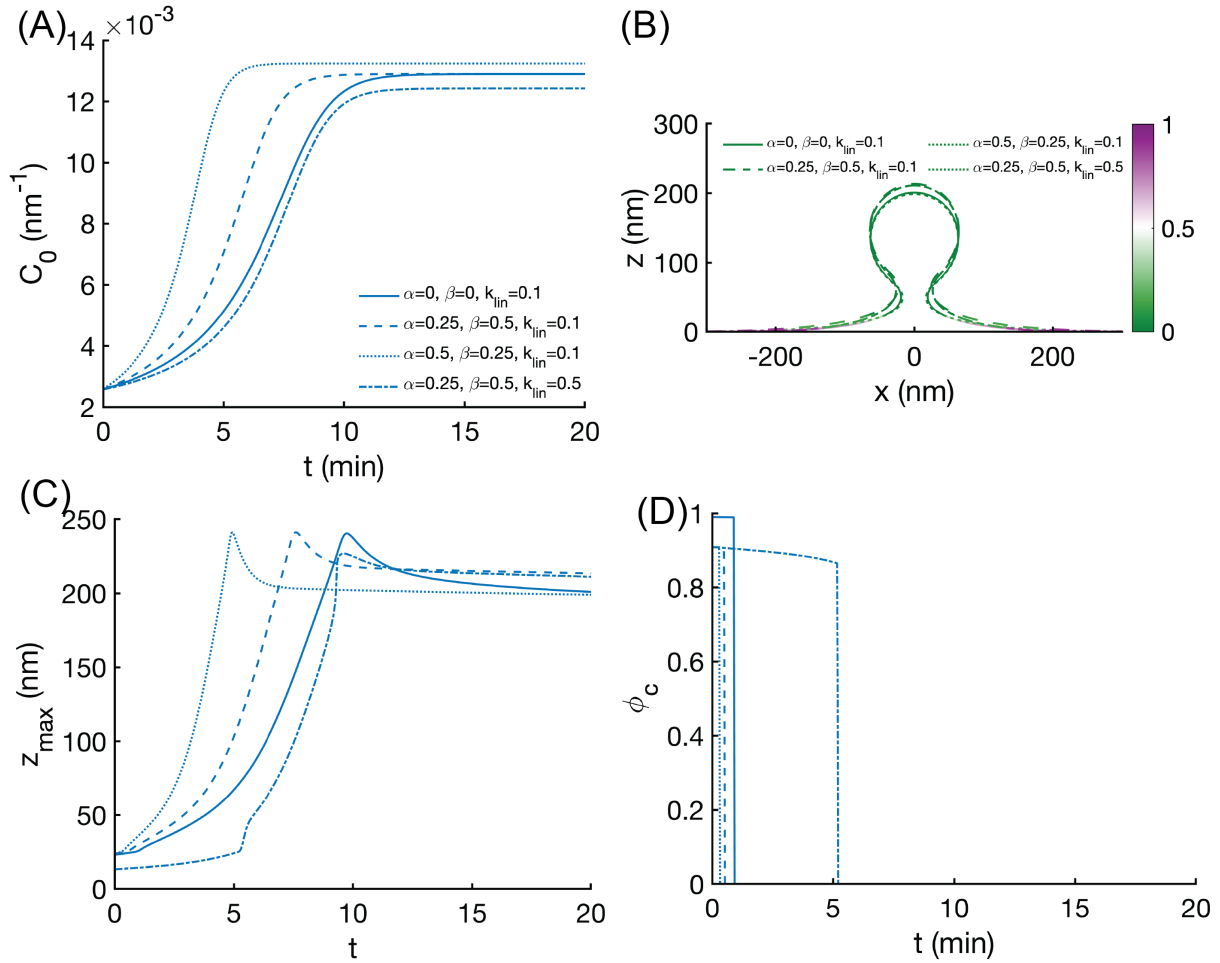 (A)
×10⁻³
14
12
10
8
6
4
2
C₀ (nm⁻¹)
α=0, β=0, k_lin=0.1
α=0.25, β=0.5, k_lin=0.1
α=0.5, β=0.25, k_lin=0.1
α=0.25, β=0.5, k_lin=0.5
0 5 10 15 20
t (min)
(B)
300
200
100
0
z (nm)
α=0, β=0, k_lin=0.1 α=0.5, β=0.25, k_lin=0.1
α=0.25, β=0.5, k_lin=0.1 α=0.25, β=0.5, k_lin=0.5
-200 0 200
x (nm)
1
0.5
0
(C)
250
200
150
100
50
0
z_max (nm)
0 5 10 15 20
t
(D)
1
0.8
0.6
0.4
0.2
0
ϕ_c
0 5 10 15 20
t (min)